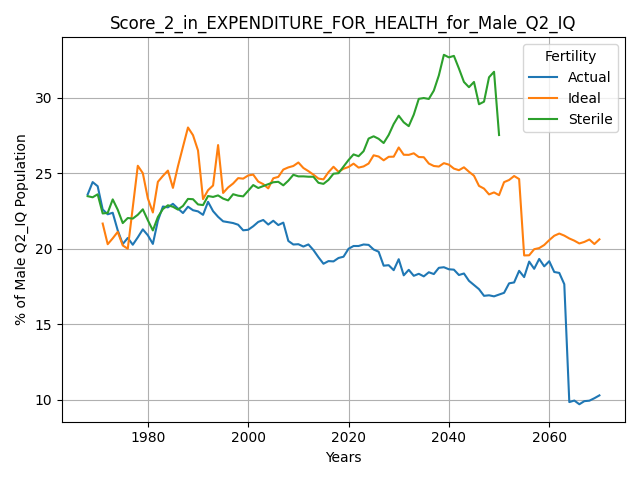 Score_2_in_EXPENDITURE_FOR_HEALTH_for_Male_Q2_IQ
Fertility
Actual
Ideal
Sterile
% of Male Q2_IQ Population
30
25
20
15
10
1980 2000 2020 2040 2060
Years